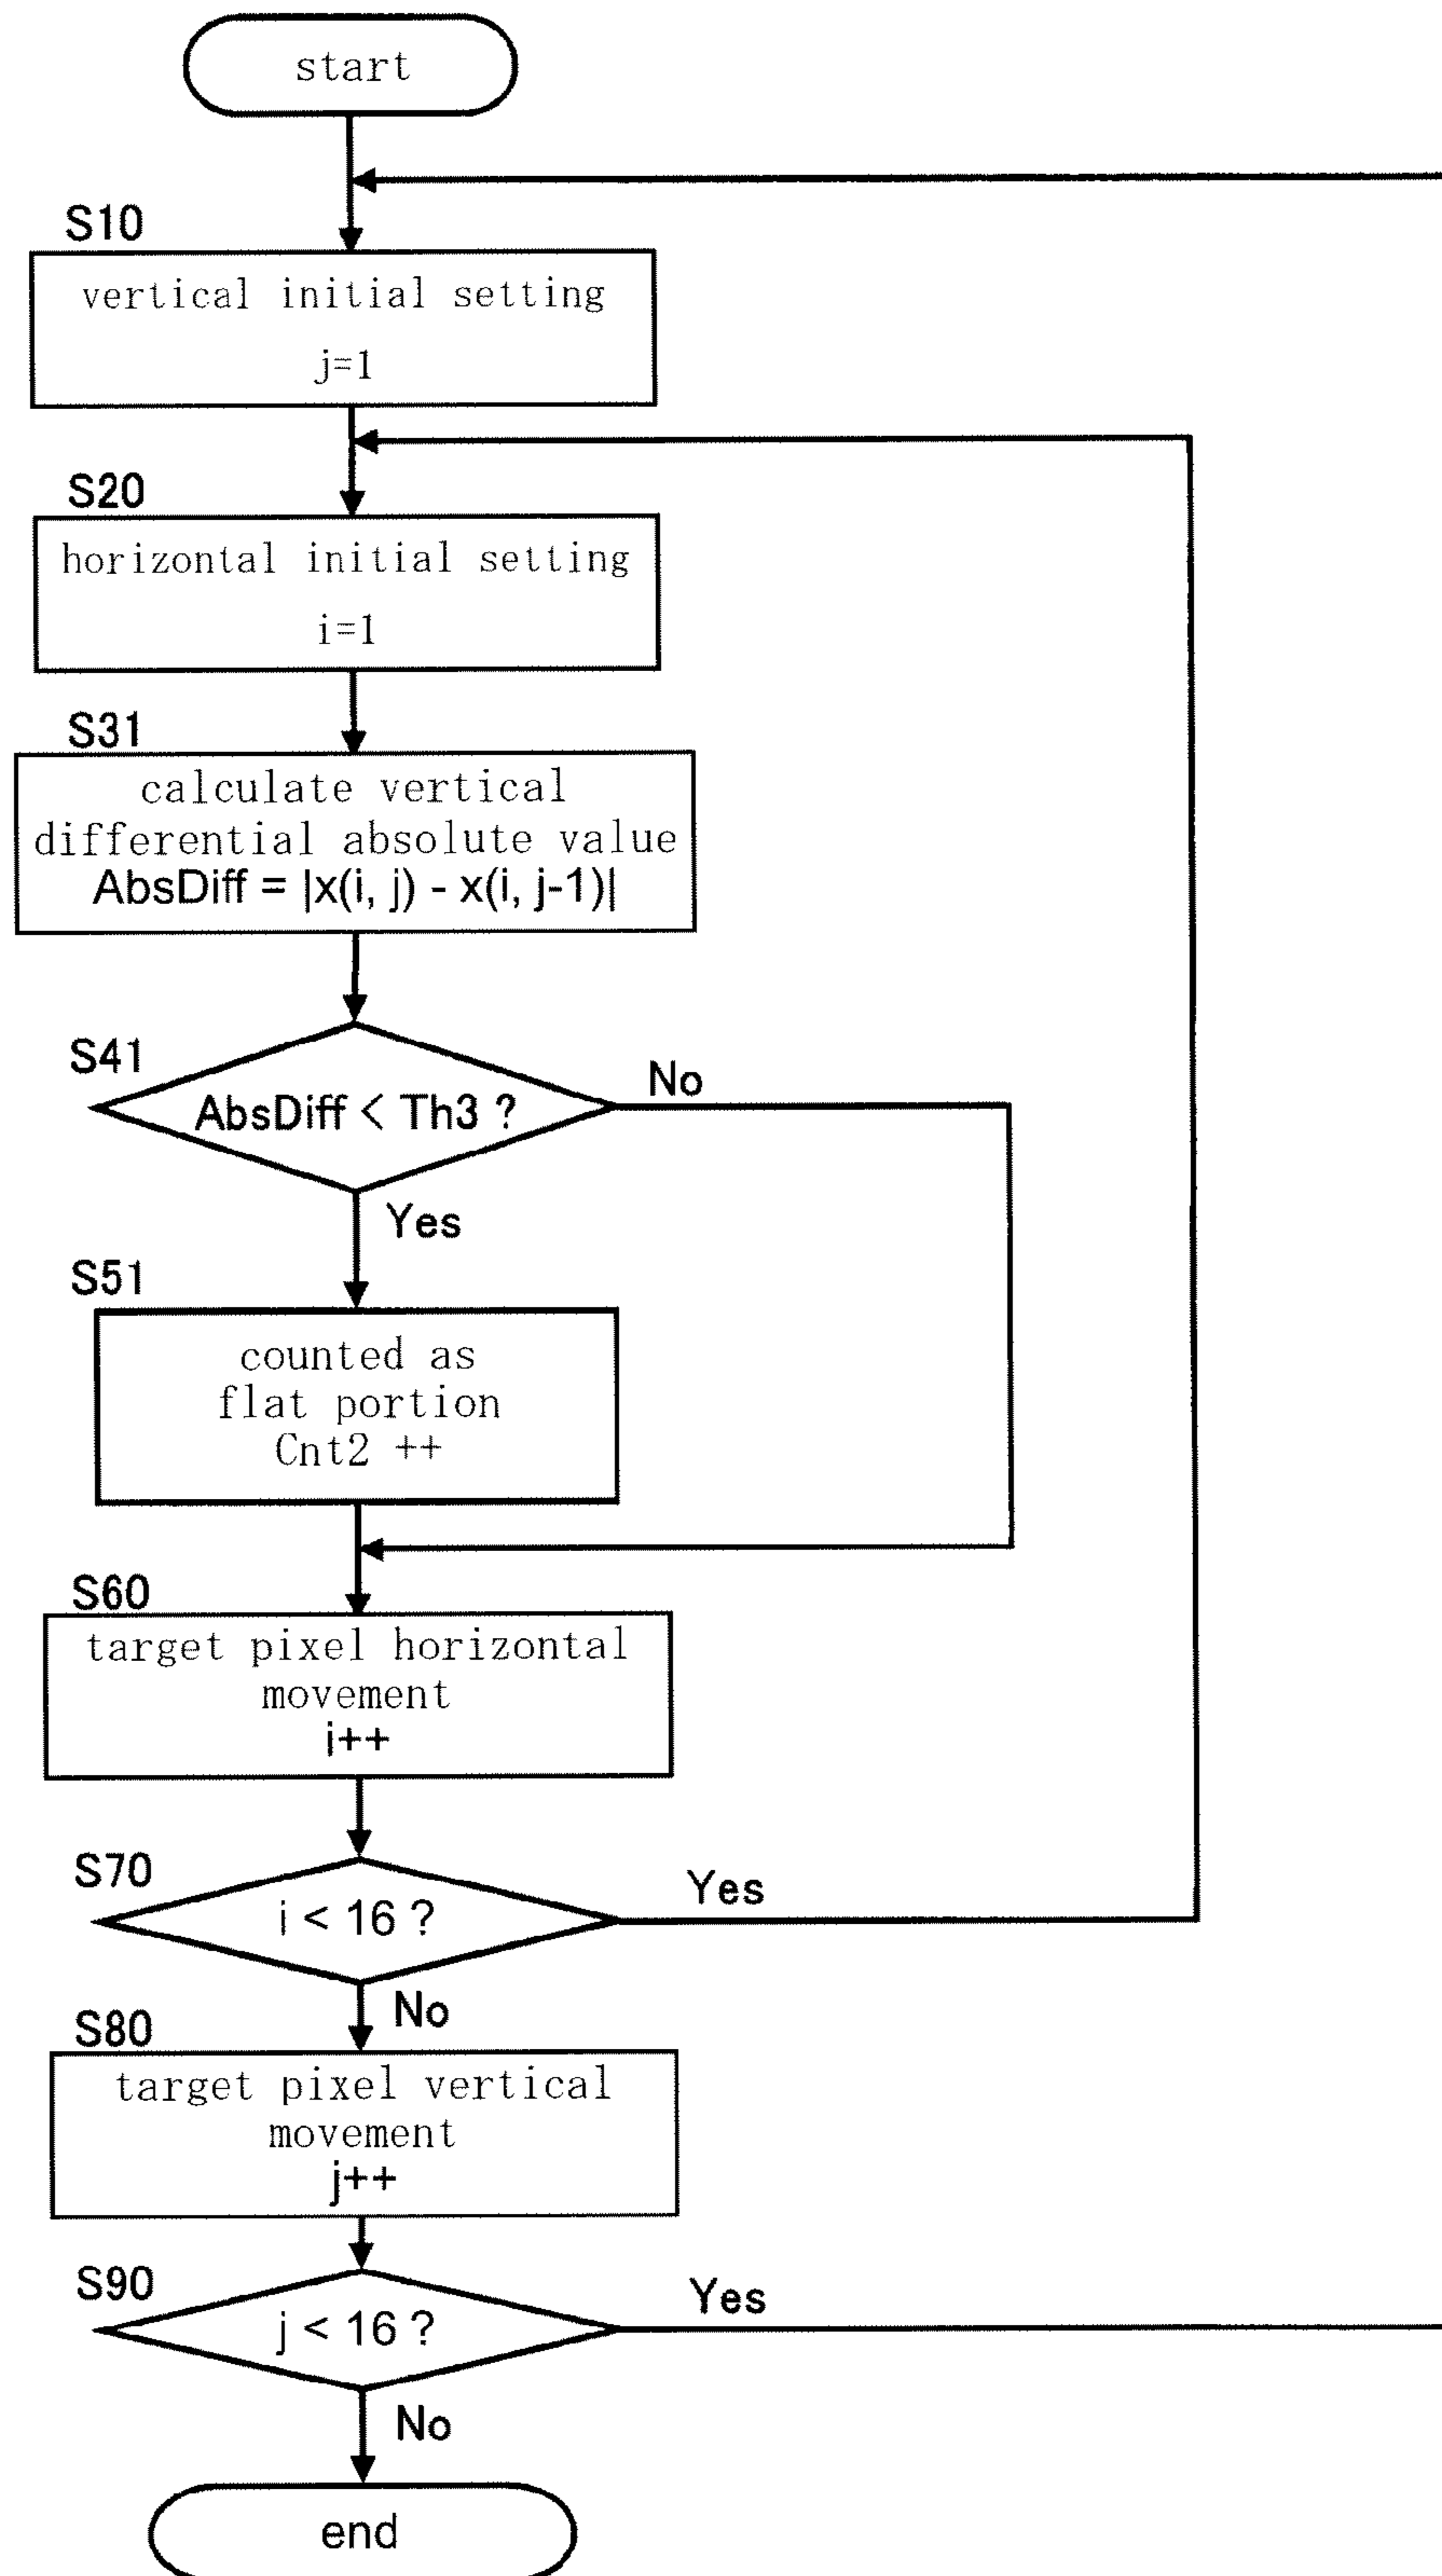 start
S10
vertical initial setting
j=1
S20
horizontal initial setting
i=1
S31
calculate vertical
differential absolute value
AbsDiff = |x(i, j) - x(i, j-1)|
S41
AbsDiff < Th3 ?
No
Yes
S51
counted as
flat portion
Cnt2 ++
S60
target pixel horizontal
movement
i++
S70
i < 16 ?
Yes
No
S80
target pixel vertical
movement
j++
S90
j < 16 ?
Yes
No
end